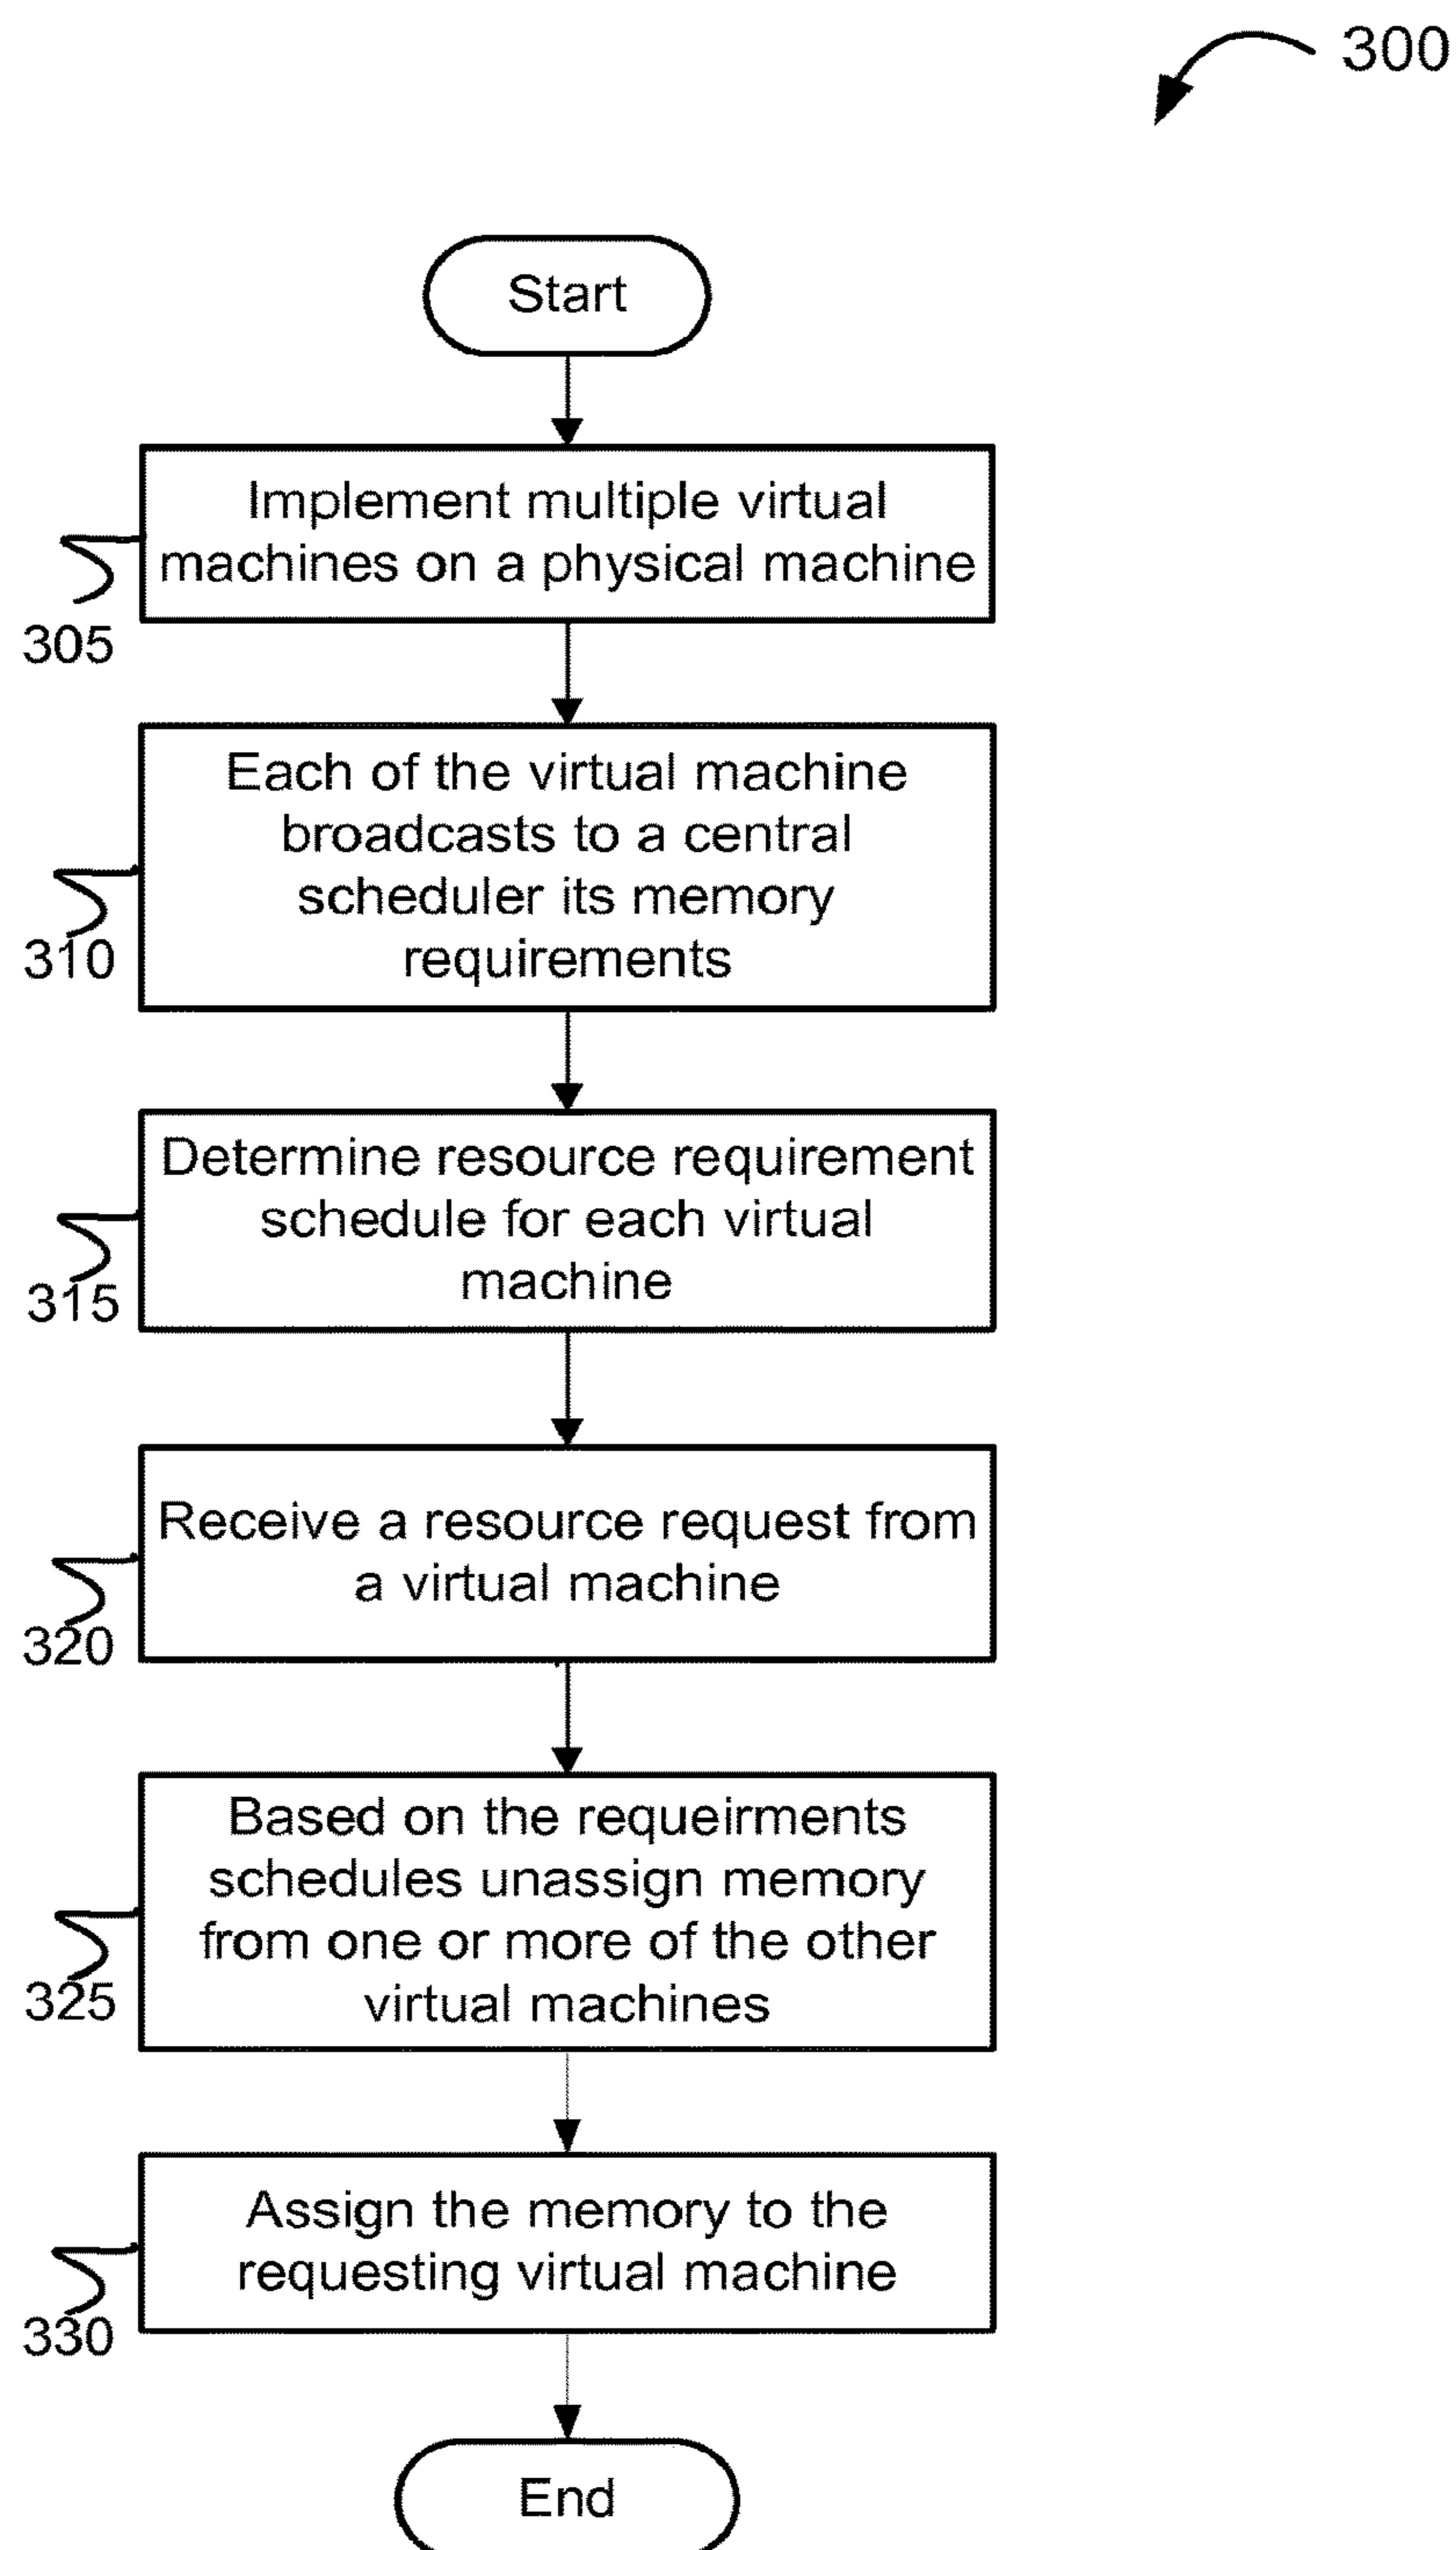 300
Start
Implement multiple virtual
machines on a physical machine
305
Each of the virtual machine
broadcasts to a central
scheduler its memory
requirements
310
Determine resource requirement
schedule for each virtual
machine
315
Receive a resource request from
a virtual machine
320
Based on the requeirments
schedules unassign memory
from one or more of the other
virtual machines
325
Assign the memory to the
requesting virtual machine
330
End